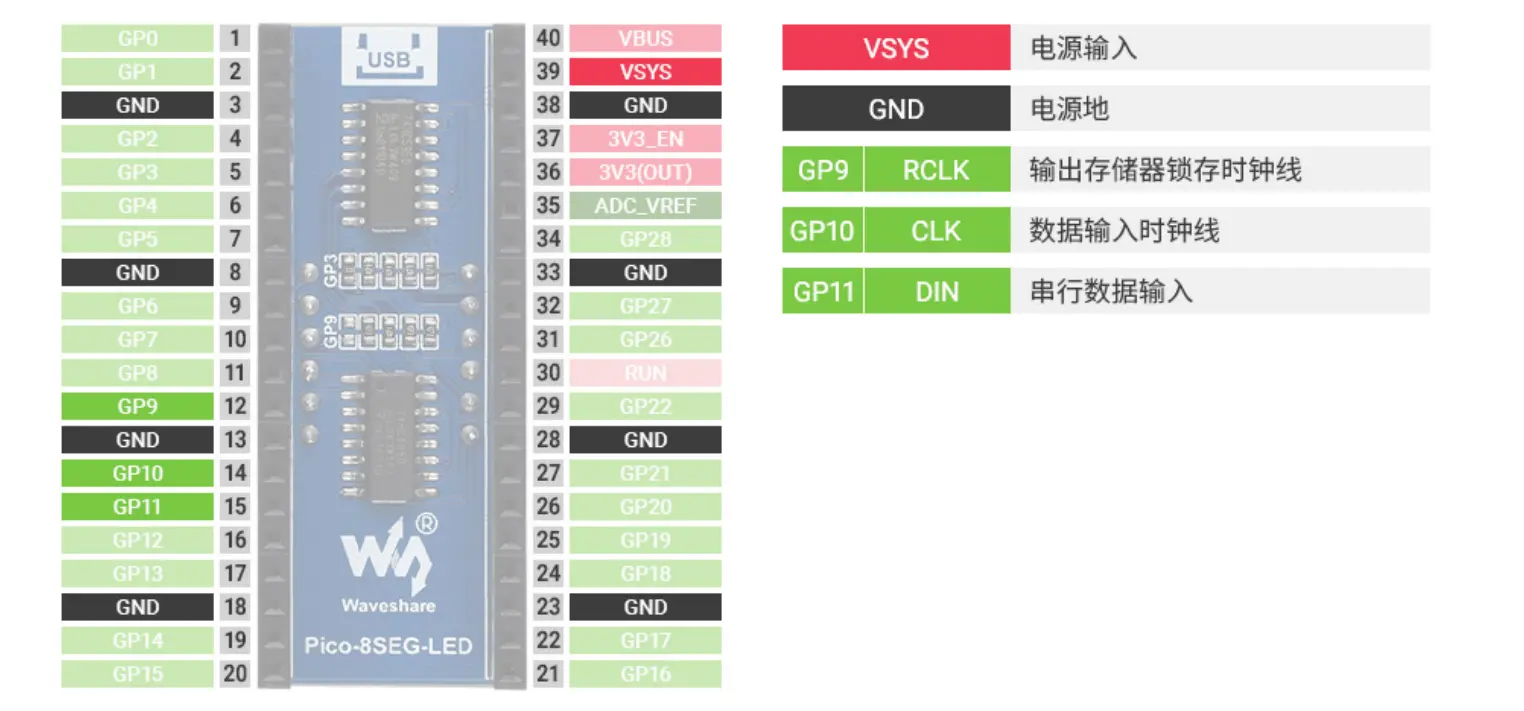 GP0 1 40 VBUS
GP1 2 39 VSYS
GND 3 38 GND
GP2 4 37 3V3_EN
GP3 5 36 3V3(OUT)
GP4 6 35 ADC_VREF
GP5 7 34 GP28
GND 8 33 GND
GP6 9 32 GP27
GP7 10 31 GP26
GP8 11 30 RUN
GP9 12 29 GP22
GND 13 28 GND
GP10 14 27 GP21
GP11 15 26 GP20
GP12 16 25 GP19
GP13 17 24 GP18
GND 18 23 GND
GP14 19 22 GP17
GP15 20 21 GP16
USB
GP3
GP9
®
Waveshare
Pico-8SEG-LED
VSYS 电源输入
GND 电源地
GP9 RCLK 输出存储器锁存时钟线
GP10 CLK 数据输入时钟线
GP11 DIN 串行数据输入